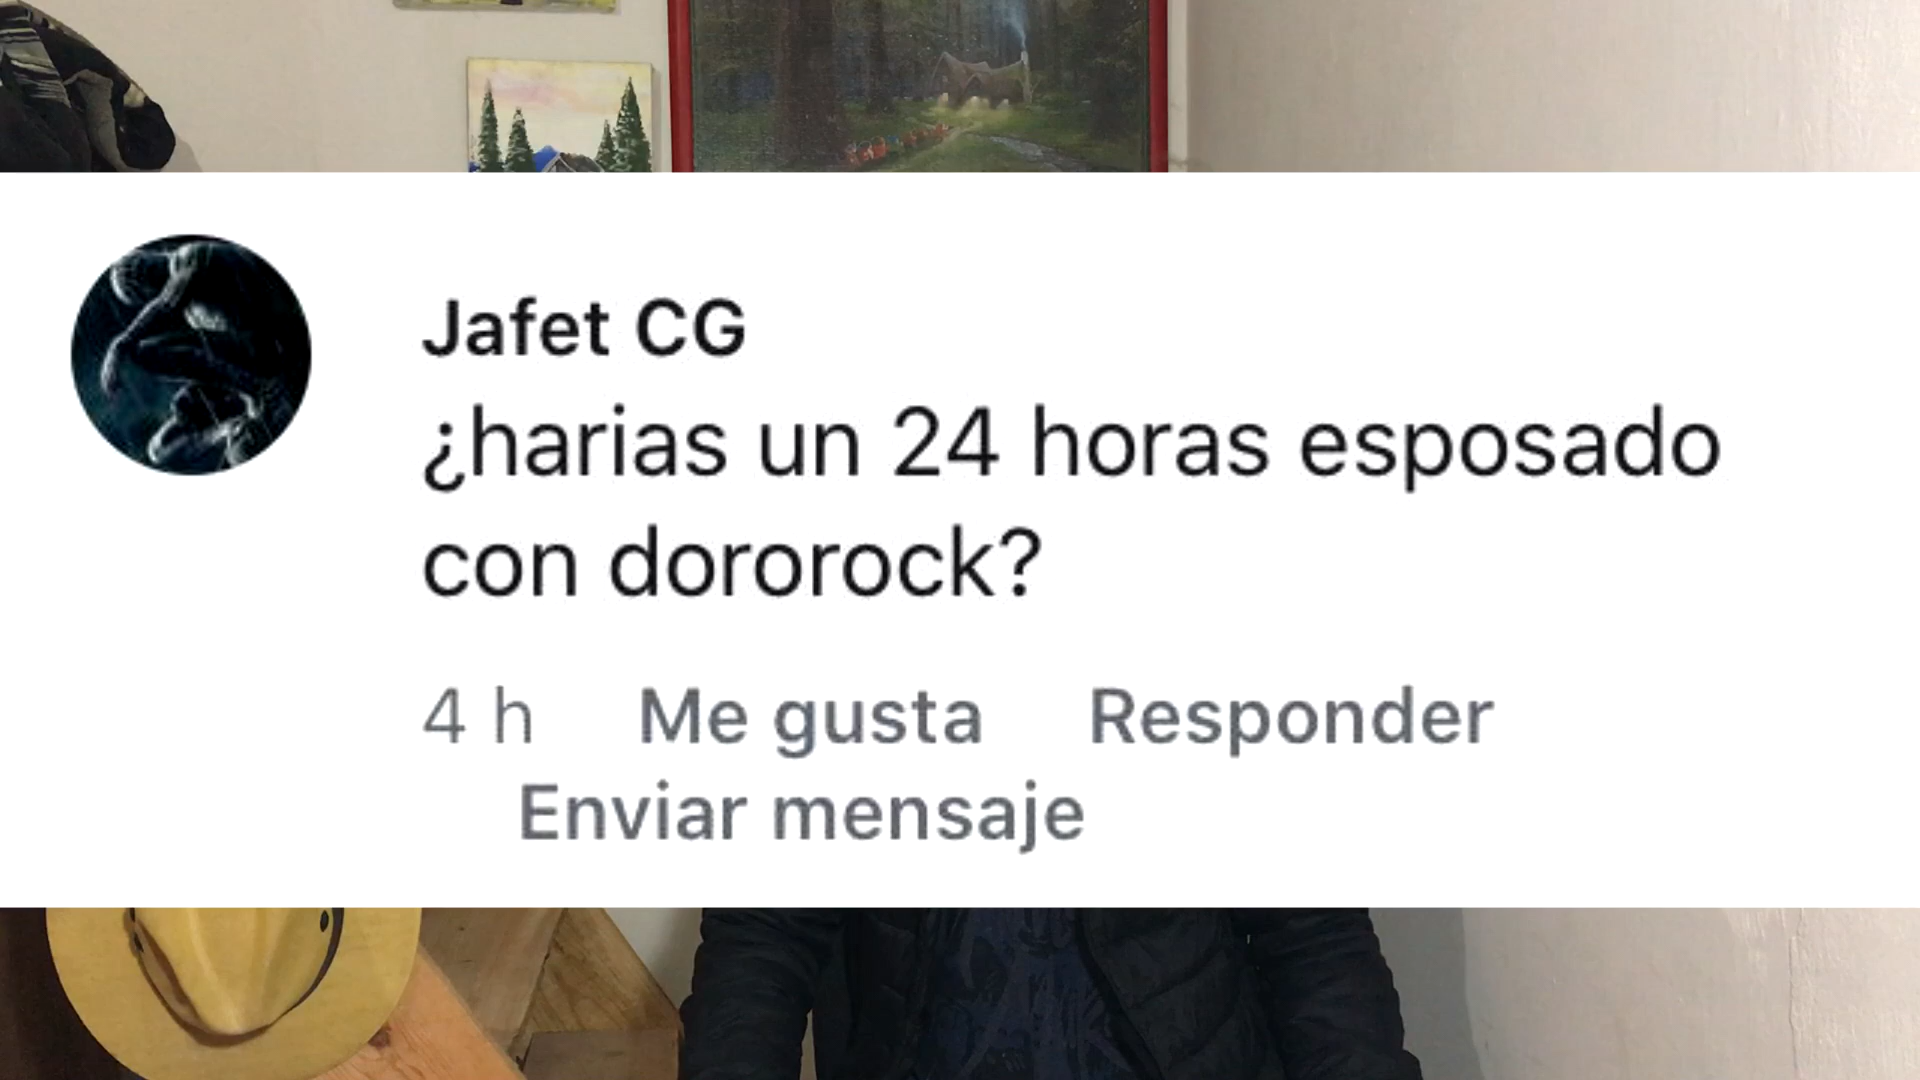 Jafet CG
¿harias un 24 horas esposado
con dororock?
4 h Me gusta Responder
Enviar mensaje